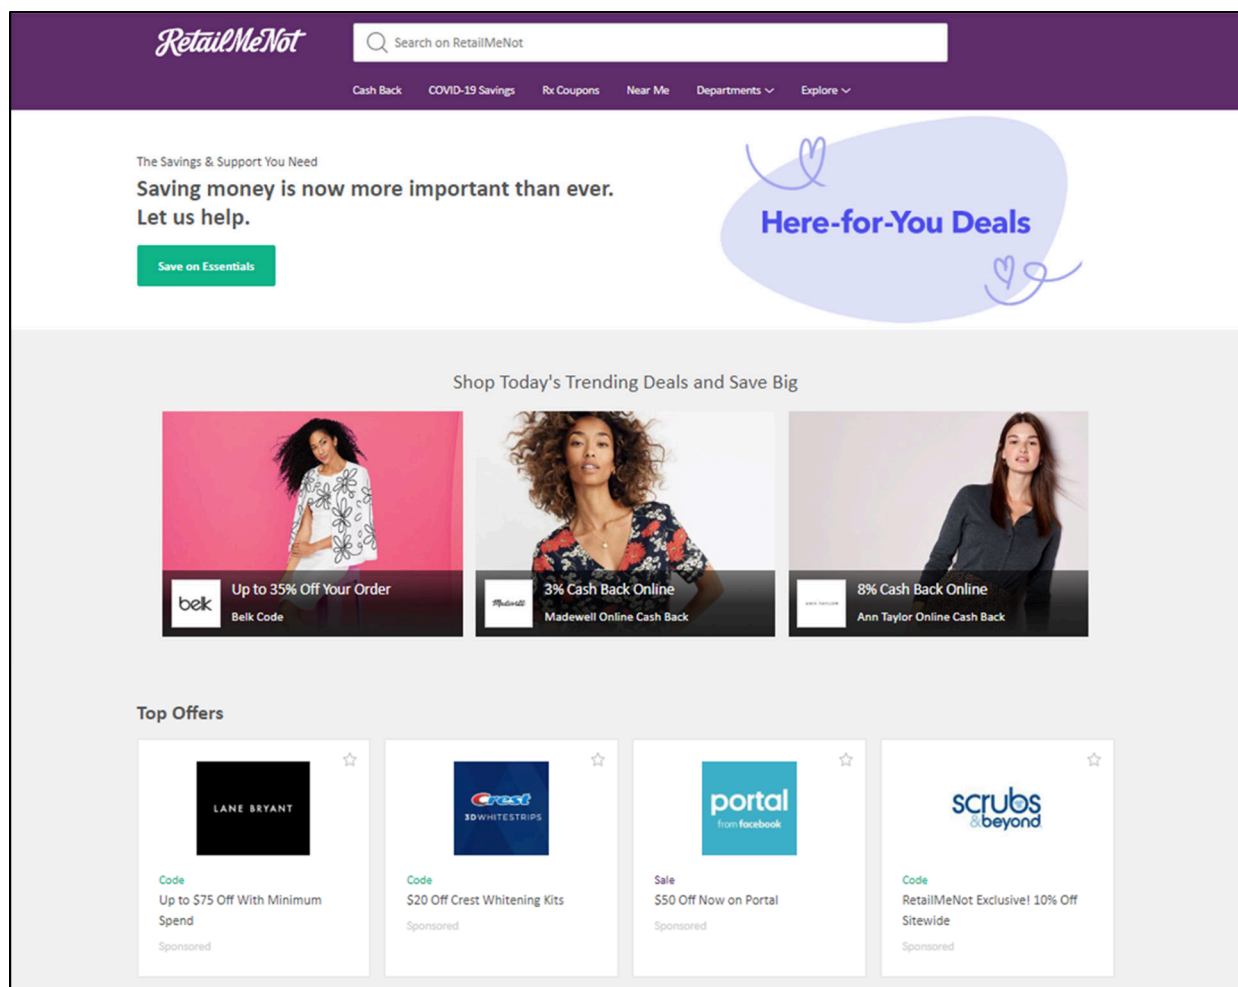 RetailMeNot
Search on RetailMeNot
Cash Back
COVID-19 Savings
Rx Coupons
Near Me
Departments
Explore
The Savings & Support You Need
Saving money is now more important than ever.
Let us help.
Save on Essentials
Here-for-You Deals
Shop Today's Trending Deals and Save Big
belk
Up to 35% Off Your Order
Belk Code
Madewell
3% Cash Back Online
Madewell Online Cash Back
ANN TAYLOR
8% Cash Back Online
Ann Taylor Online Cash Back
Top Offers
LANE BRYANT
Code
Up to $75 Off With Minimum
Spend
Sponsored
Crest
3DWHITESTRIPS
Code
$20 Off Crest Whitening Kits
Sponsored
portal
from facebook
Sale
$50 Off Now on Portal
Sponsored
scrubs
&beyond
Code
RetailMeNot Exclusive! 10% Off
Sitewide
Sponsored